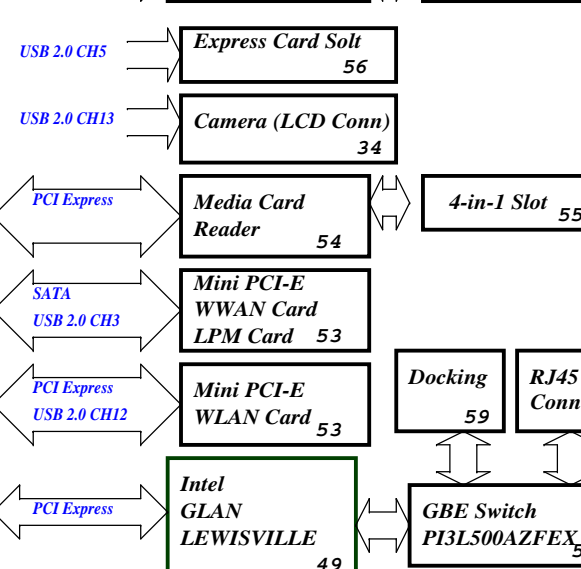 USB 2.0 CH5
Express Card Solt
56
USB 2.0 CH13
Camera (LCD Conn)
34
PCI Express
Media Card
Reader
54
4-in-1 Slot
55
SATA
USB 2.0 CH3
Mini PCI-E
WWAN Card
LPM Card 53
PCI Express
USB 2.0 CH12
Mini PCI-E
WLAN Card 53
Docking
59
RJ45
Conn
PCI Express
Intel
GLAN
LEWISVILLE
49
GBE Switch
PI3L500AZFEX